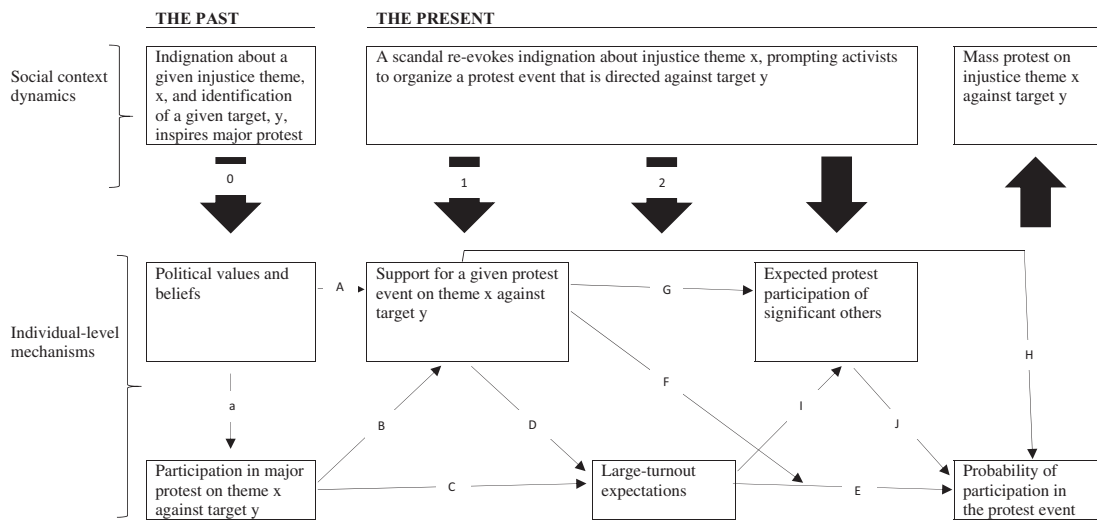 THE PAST
THE PRESENT
Social context
dynamics
Indignation about a
given injustice theme,
x, and identification
of a given target, y,
inspires major protest
A scandal re-evokes indignation about injustice theme x, prompting activists
to organize a protest event that is directed against target y
Mass protest on
injustice theme x
against target y
0
1
2
Individual-level
mechanisms
Political values and
beliefs
A
Support for a given protest
event on theme x against
target y
G
Expected protest
participation of
significant others
H
F
a
B
D
I
J
Participation in major
protest on theme x
against target y
C
Large-turnout
expectations
E
Probability of
participation in
the protest event